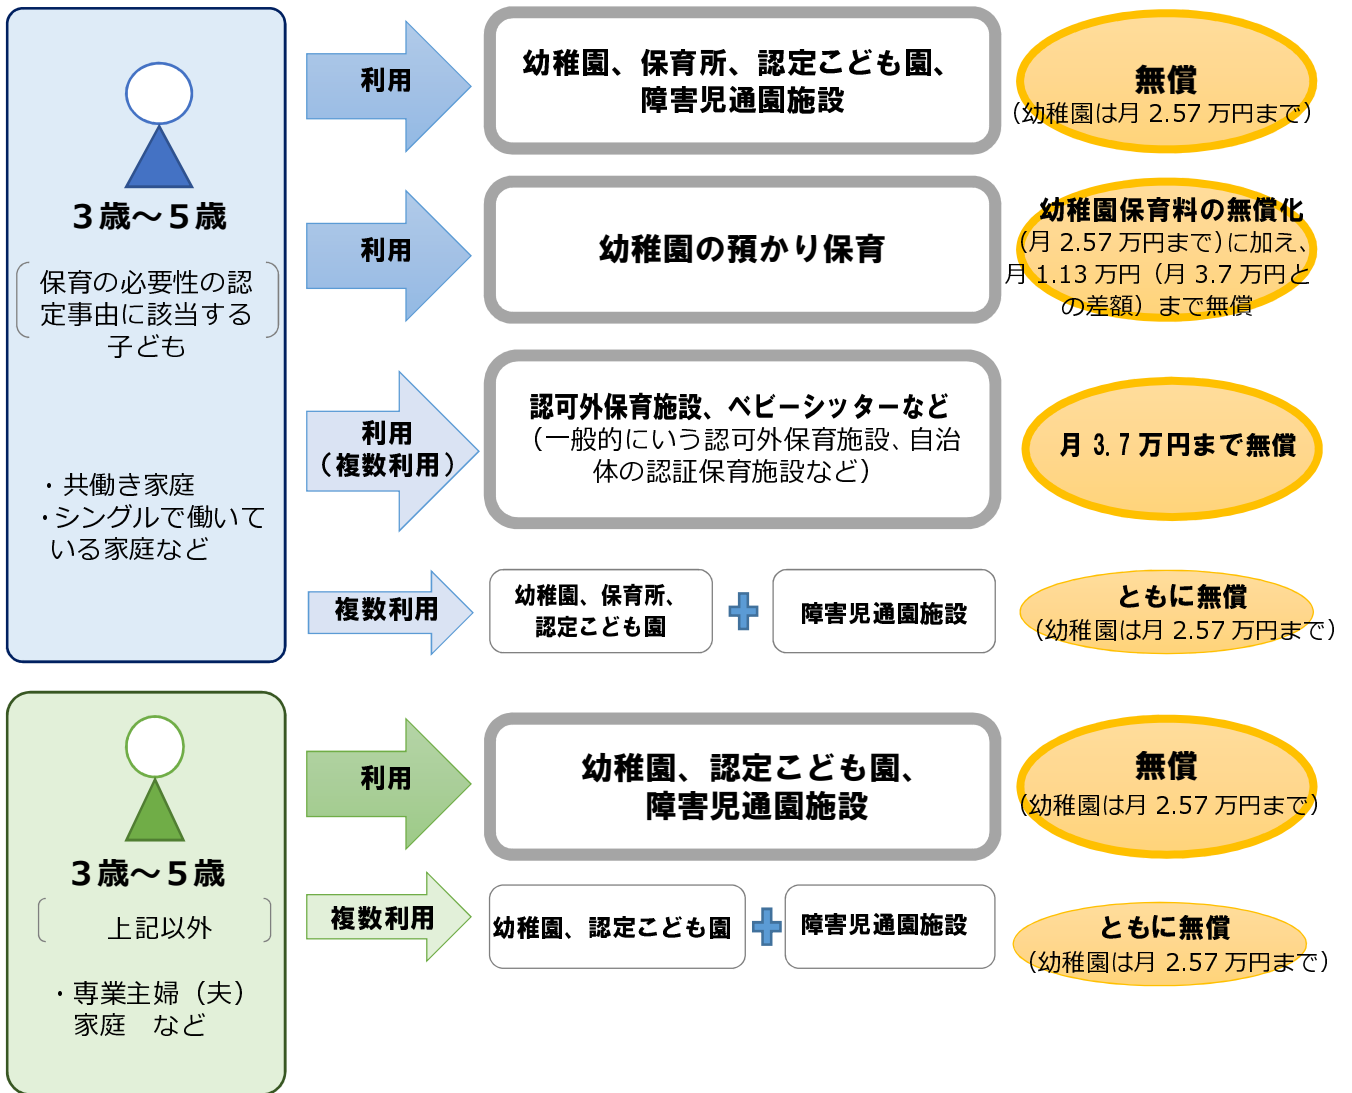 ３歳～５歳
保育の必要性の認
定事由に該当する
子ども
・共働き家庭
・シングルで働いて
いる家庭など
利用
幼稚園、保育所、認定こども園、
障害児通園施設
無償
（幼稚園は月 2.57 万円まで）
利用
幼稚園の預かり保育
幼稚園保育料の無償化
（月 2.57 万円まで）に加え、
月 1.13 万円（月 3.7 万円と
の差額）まで無償
利用
（複数利用）
認可外保育施設、ベビーシッターなど
（一般的にいう認可外保育施設、自治
体の認証保育施設など）
月 3.7 万円まで無償
複数利用
幼稚園、保育所、
認定こども園
障害児通園施設
ともに無償
（幼稚園は月 2.57 万円まで）
３歳～５歳
上記以外
・専業主婦（夫）
家庭　など
利用
幼稚園、認定こども園、
障害児通園施設
無償
（幼稚園は月 2.57 万円まで）
複数利用
幼稚園、認定こども園
障害児通園施設
ともに無償
（幼稚園は月 2.57 万円まで）